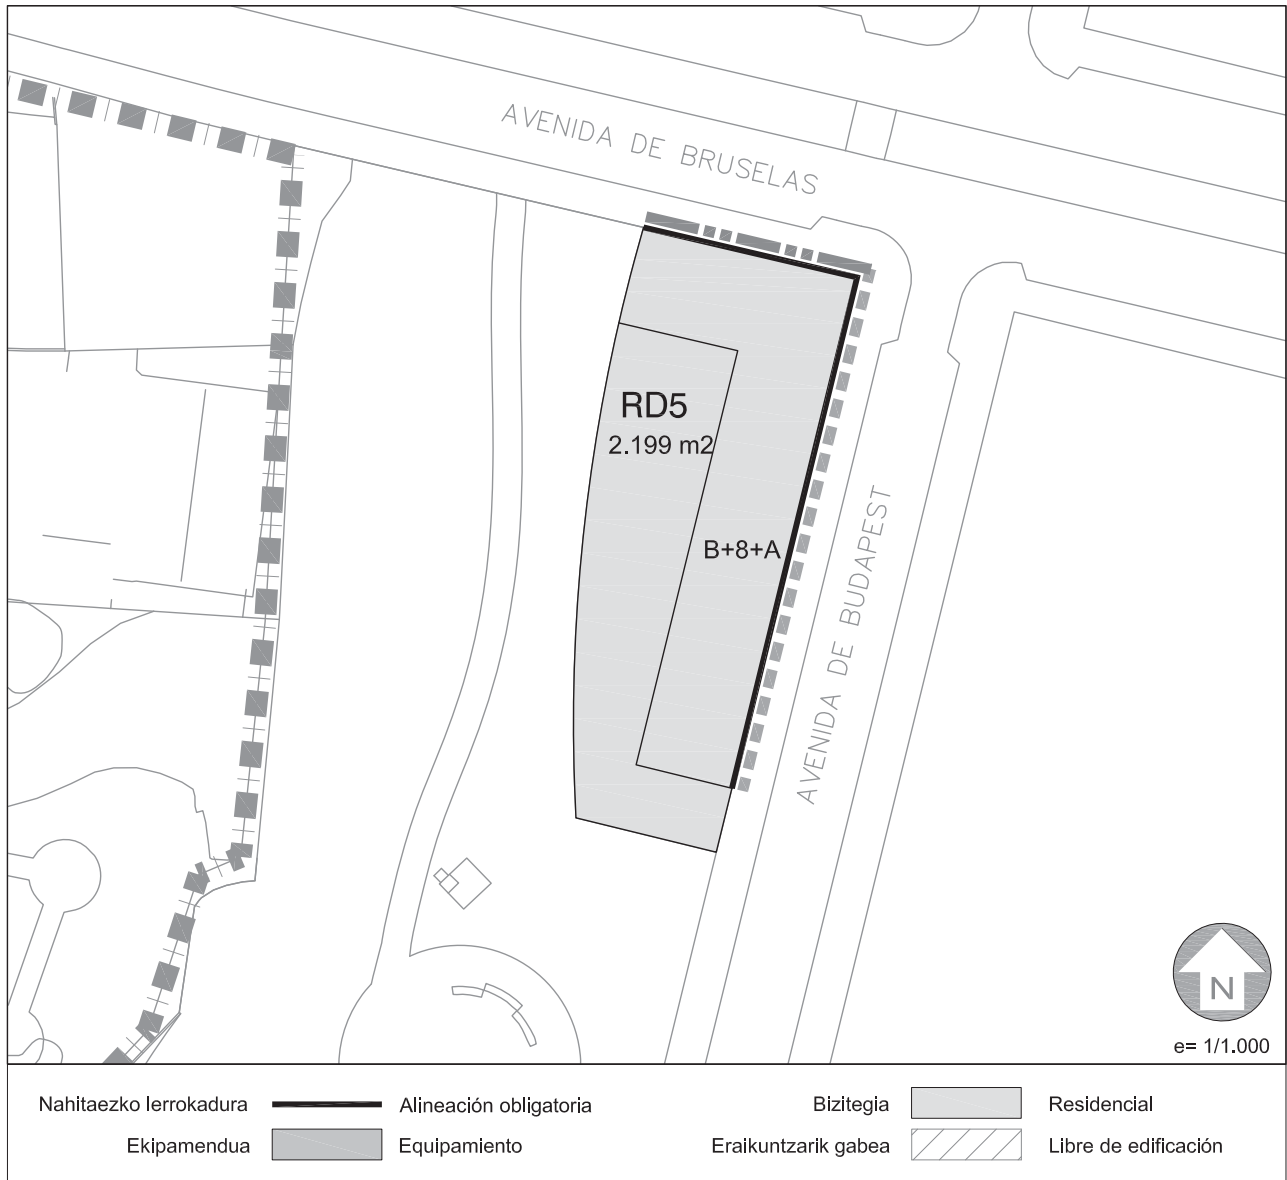 AVENIDA DE BRUSELAS
RD5
2.199 m2
B+8+A
AVENIDA DE BUDAPEST
N
e= 1/1.000
Nahitaezko lerrokadura Alineación obligatoria
Bizitegia Residencial
Ekipamendua Equipamiento
Eraikuntzarik gabea Libre de edificación